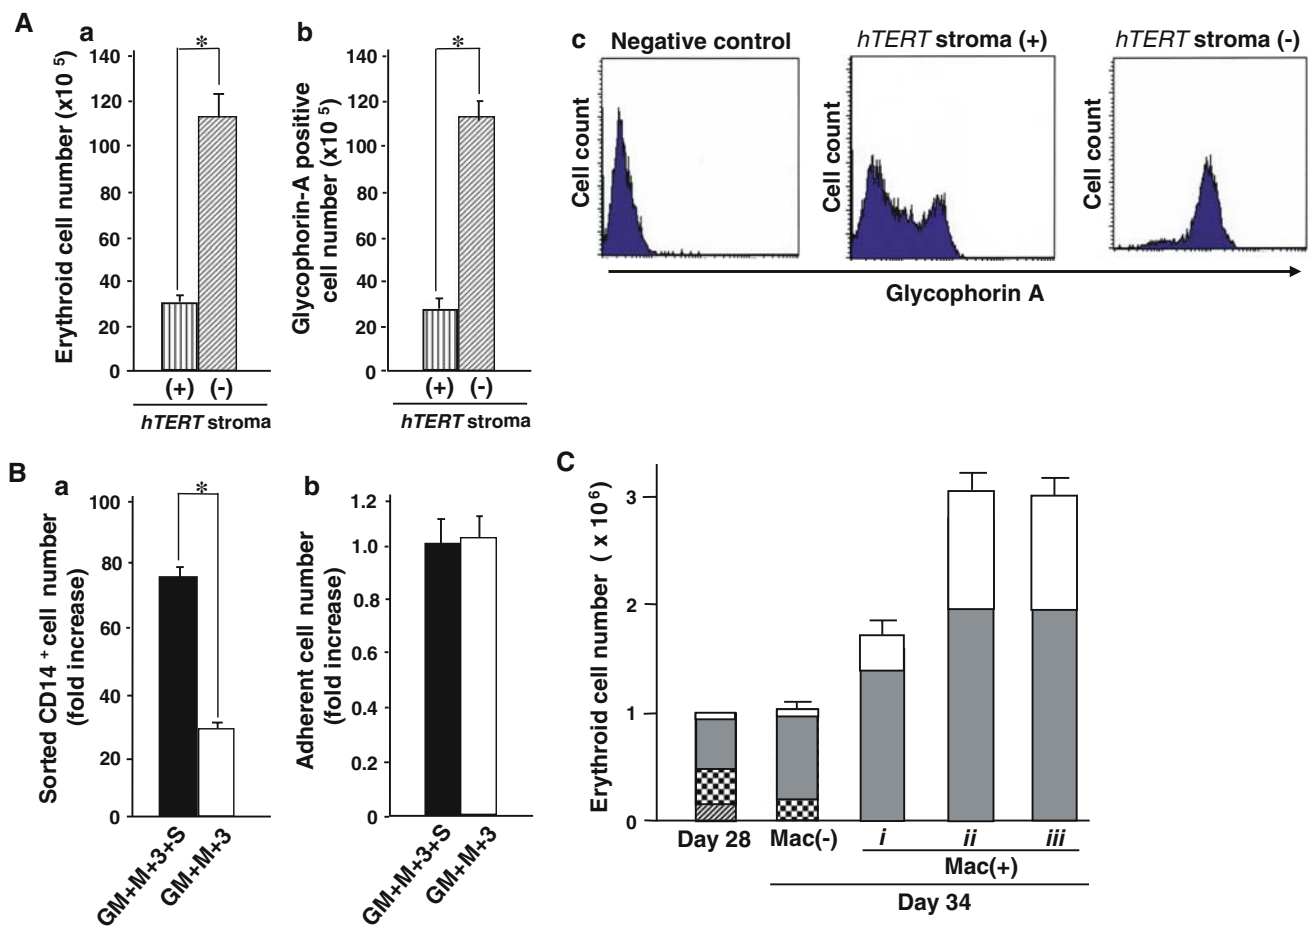 A
a
Erythroid cell number (x10 5)
140
120
100
80
60
40
20
0
*
(+) (-)
hTERT stroma
b
Glycophorin-A positive
cell number (x10 5)
140
120
100
80
60
40
20
0
*
(+) (-)
hTERT stroma
c
Negative control
hTERT stroma (+)
hTERT stroma (-)
Cell count
Cell count
Cell count
Glycophorin A
B
a
Sorted CD14 + cell number
(fold increase)
100
80
60
40
20
0
*
GM+M+3+S
GM+M+3
b
Adherent cell number
(fold increase)
1.2
1.0
0.8
0.6
0.4
0.2
0
GM+M+3+S
GM+M+3
C
Erythroid cell number ( x 10 6)
3
2
1
0
Day 28 Mac(-) i ii iii
Mac(+)
Day 34